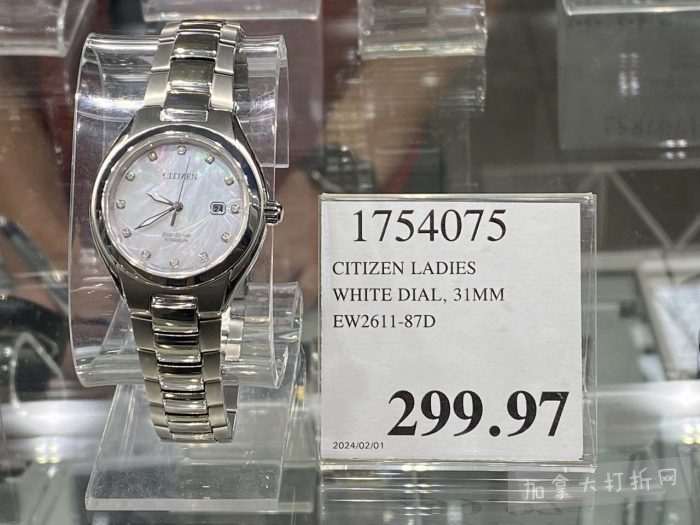 CITIZEN
1754075
CITIZEN LADIES
WHITE DIAL, 31MM
EW2611-87D
299.97
2024/02/01
加拿大打折网